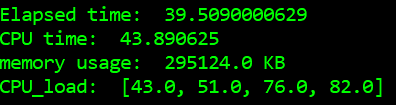 Elapsed time:  39.5090000629
CPU time:  43.890625
memory usage:  295124.0 KB
CPU_load:  [43.0, 51.0, 76.0, 82.0]